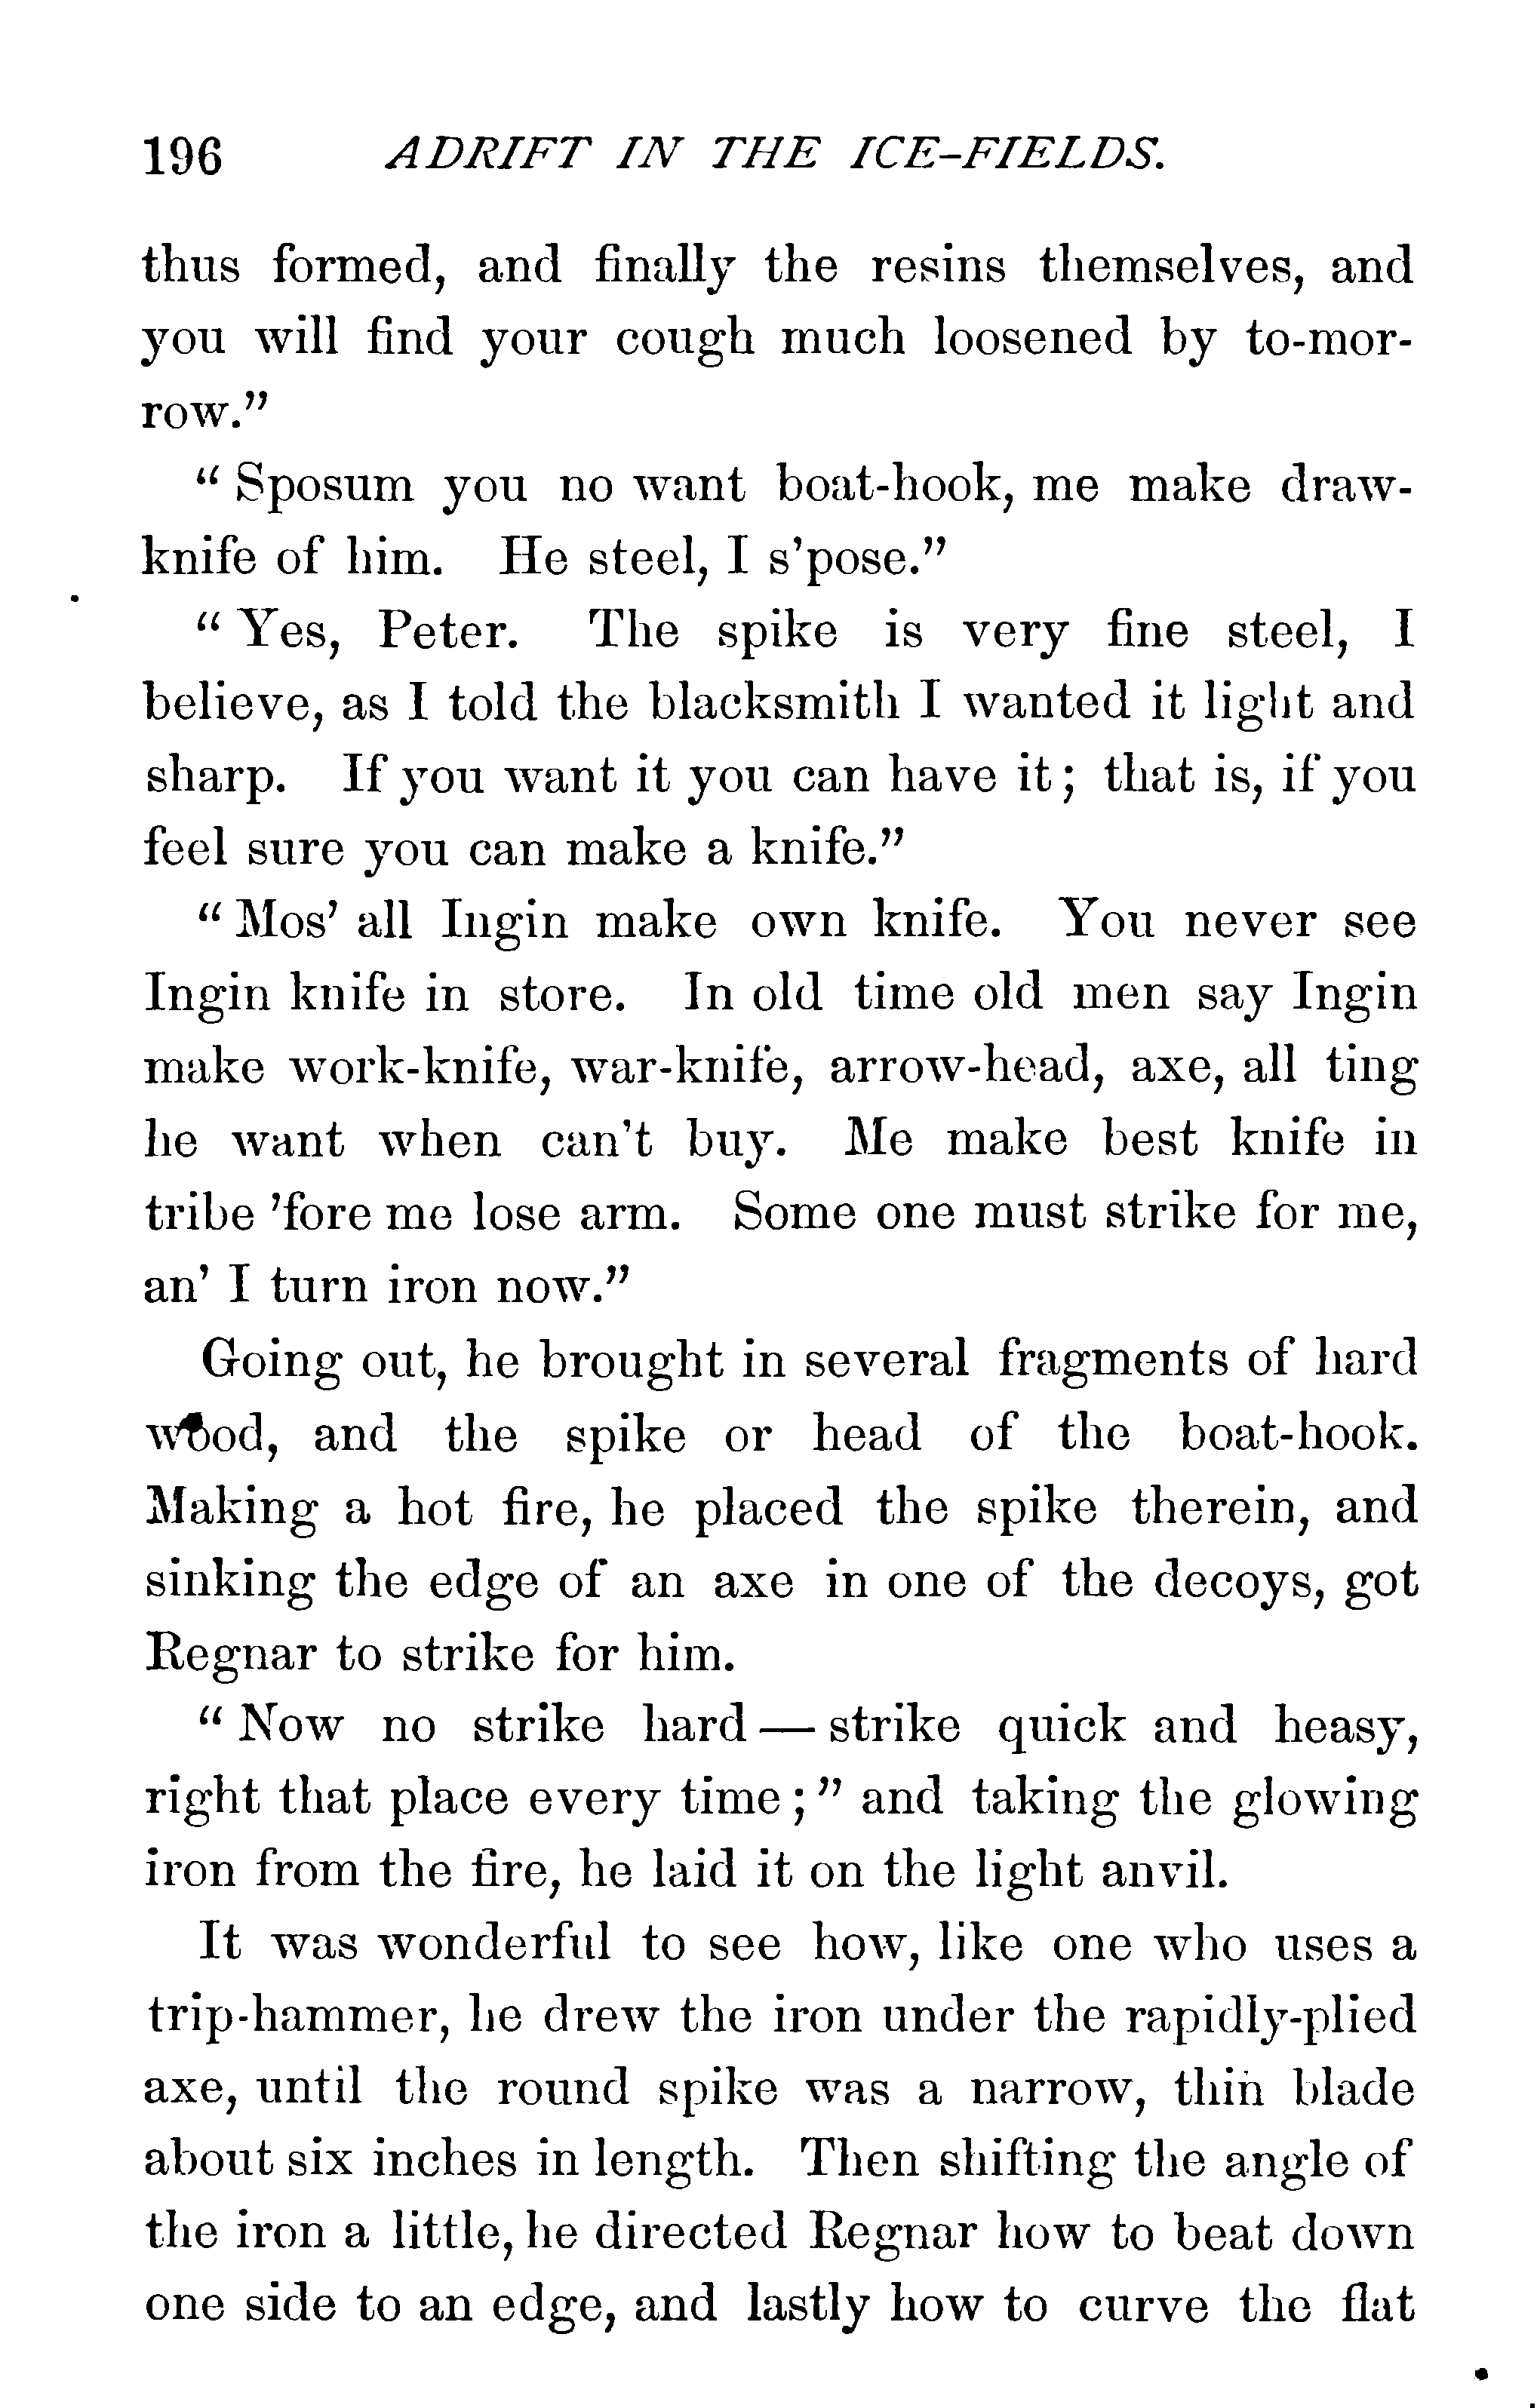 196 ADRIFT IN THE ICE-FIELDS.
thus formed, and finally the resins themselves, and
you will find your cough much loosened by to-mor-
row."
" Sposum you no want boat-hook, me make draw-
knife of him. He steel, I s'pose."
" Yes, Peter. The spike is very fine steel, I
believe, as I told the blacksmith I wanted it light and
sharp. If you want it you can have it; that is, if you
feel sure you can make a knife."
" Mos' all Ingin make own knife. You never see
Ingin knife in store. In old time old men say Ingin
make work-knife, war-knife, arrow-head, axe, all ting
he want when can't buy. Me make best knife in
tribe 'fore me lose arm. Some one must strike for me,
an' I turn iron now."
Going out, he brought in several fragments of hard
wood, and the spike or head of the boat-hook.
Making a hot fire, he placed the spike therein, and
sinking the edge of an axe in one of the decoys, got
Regnar to strike for him.
" Now no strike hard — strike quick and heasy,
right that place every time; " and taking the glowing
iron from the fire, he laid it on the light anvil.
It was wonderful to see how, like one who uses a
trip-hammer, he drew the iron under the rapidly-plied
axe, until the round spike was a narrow, thin blade
about six inches in length. Then shifting the angle of
the iron a little, he directed Regnar how to beat down
one side to an edge, and lastly how to curve the flat